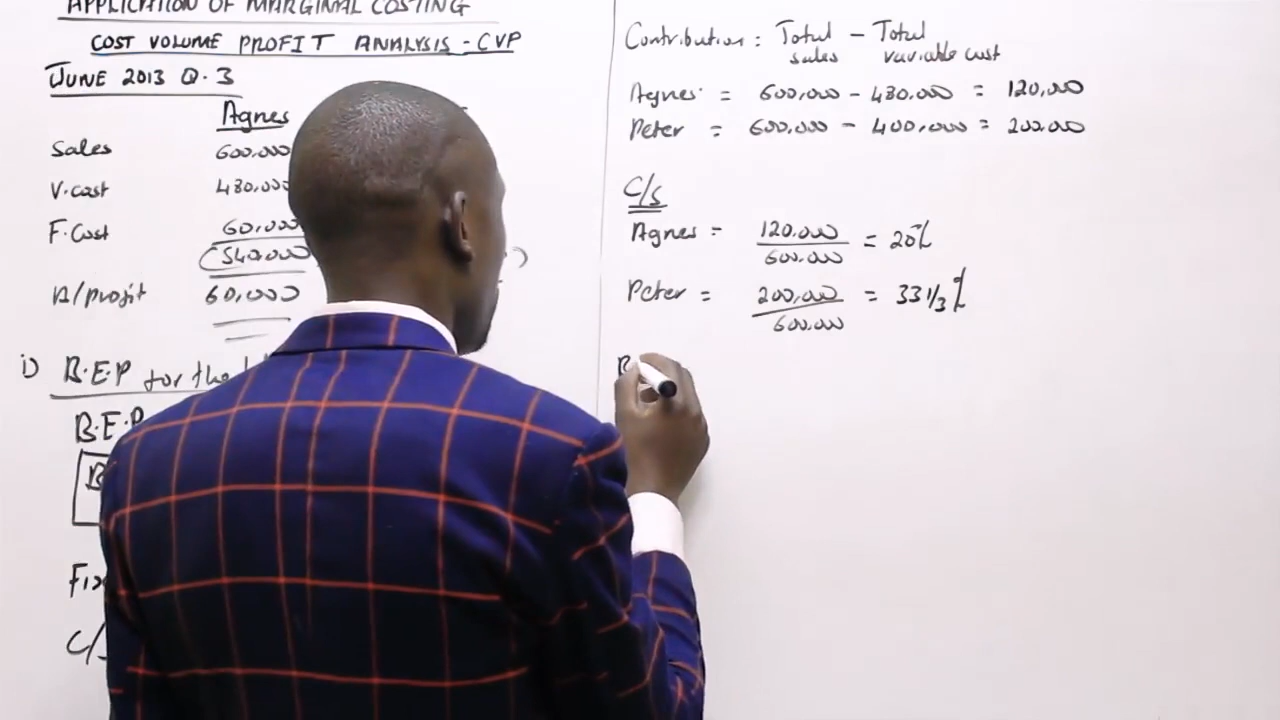 APPLICATION OF MARGINAL COSTING
COST VOLUME PROFIT ANALYSIS - CVP
JUNE 2013 Q.3
Agnes
Sales 600,000
V.cost 480,000
F.Cost 60,000
(540,000
B/profit 60,000
i) B.E.P for the
B.E.P
B
Fix
C/
Contribution = Total sales - Total variable cost
Agnes = 600,000 - 480,000 = 120,000
Peter = 600,000 - 400,000 = 200,000
C/S
Agnes = 120,000 / 600,000 = 20%
Peter = 200,000 / 600,000 = 33 1/3 %
B